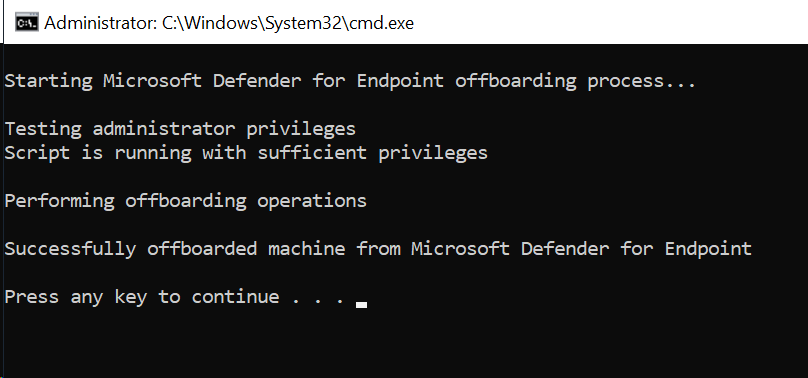 Administrator: C:\Windows\System32\cmd.exe
Starting Microsoft Defender for Endpoint offboarding process...
Testing administrator privileges
Script is running with sufficient privileges
Performing offboarding operations
Successfully offboarded machine from Microsoft Defender for Endpoint
Press any key to continue . . .